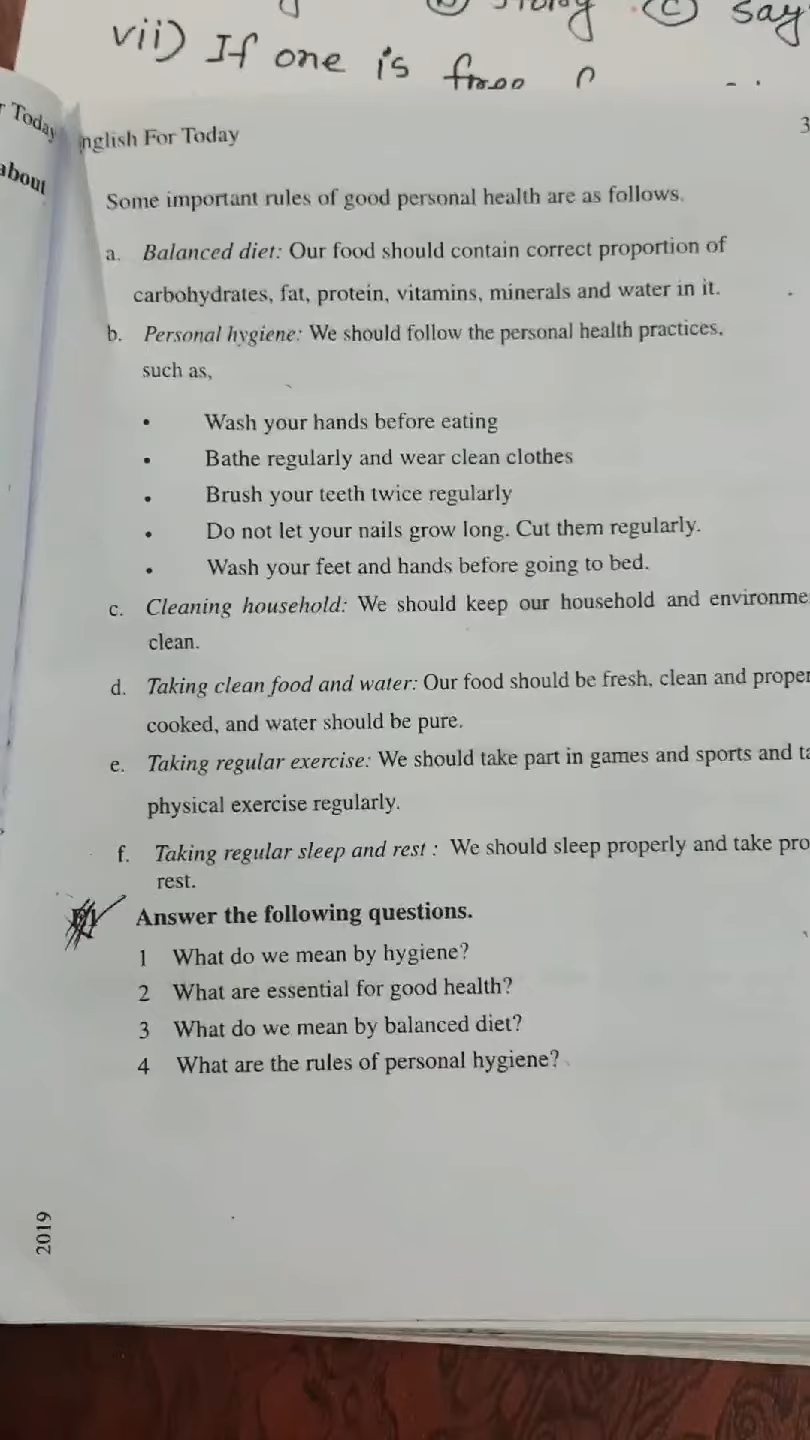 vii) If one is
Today
about
nglish For Today
3
Some important rules of good personal health are as follows.
a. Balanced diet: Our food should contain correct proportion of
carbohydrates, fat, protein, vitamins, minerals and water in it.
b. Personal hygiene: We should follow the personal health practices,
such as,
• Wash your hands before eating
• Bathe regularly and wear clean clothes
• Brush your teeth twice regularly
• Do not let your nails grow long. Cut them regularly.
• Wash your feet and hands before going to bed.
c. Cleaning household: We should keep our household and environme
clean.
d. Taking clean food and water: Our food should be fresh, clean and proper
cooked, and water should be pure.
e. Taking regular exercise: We should take part in games and sports and ta
physical exercise regularly.
f. Taking regular sleep and rest : We should sleep properly and take pro
rest.
Answer the following questions.
1 What do we mean by hygiene?
2 What are essential for good health?
3 What do we mean by balanced diet?
4 What are the rules of personal hygiene?
2019